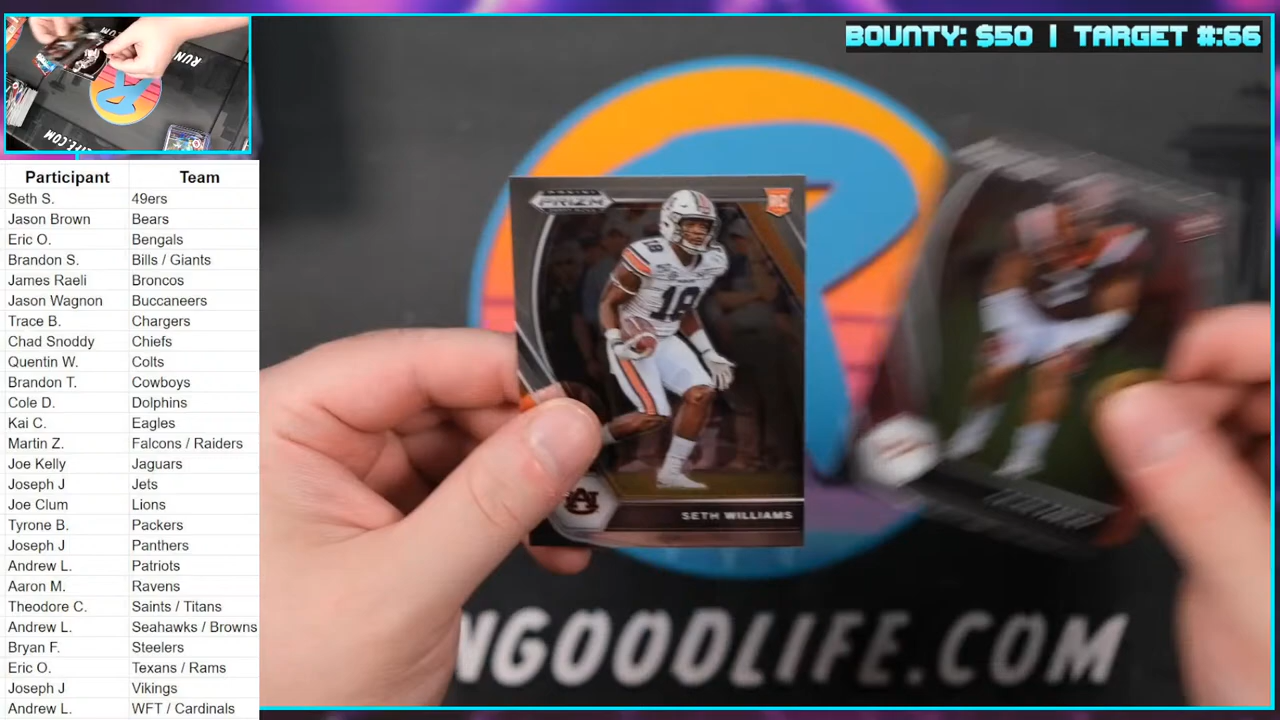 BOUNTY: $50 | TARGET #:66
RUN
.COM
Participant Team
Seth S. 49ers
Jason Brown Bears
Eric O. Bengals
Brandon S. Bills / Giants
James Raeli Broncos
Jason Wagnon Buccaneers
Trace B. Chargers
Chad Snoddy Chiefs
Quentin W. Colts
Brandon T. Cowboys
Cole D. Dolphins
Kai C. Eagles
Martin Z. Falcons / Raiders
Joe Kelly Jaguars
Joseph J Jets
Joe Clum Lions
Tyrone B. Packers
Joseph J Panthers
Andrew L. Patriots
Aaron M. Ravens
Theodore C. Saints / Titans
Andrew L. Seahawks / Browns
Bryan F. Steelers
Eric O. Texans / Rams
Joseph J Vikings
Andrew L. WFT / Cardinals
PRIZM
RC
18
18
AU
SETH WILLIAMS
NGOODLIFE.COM